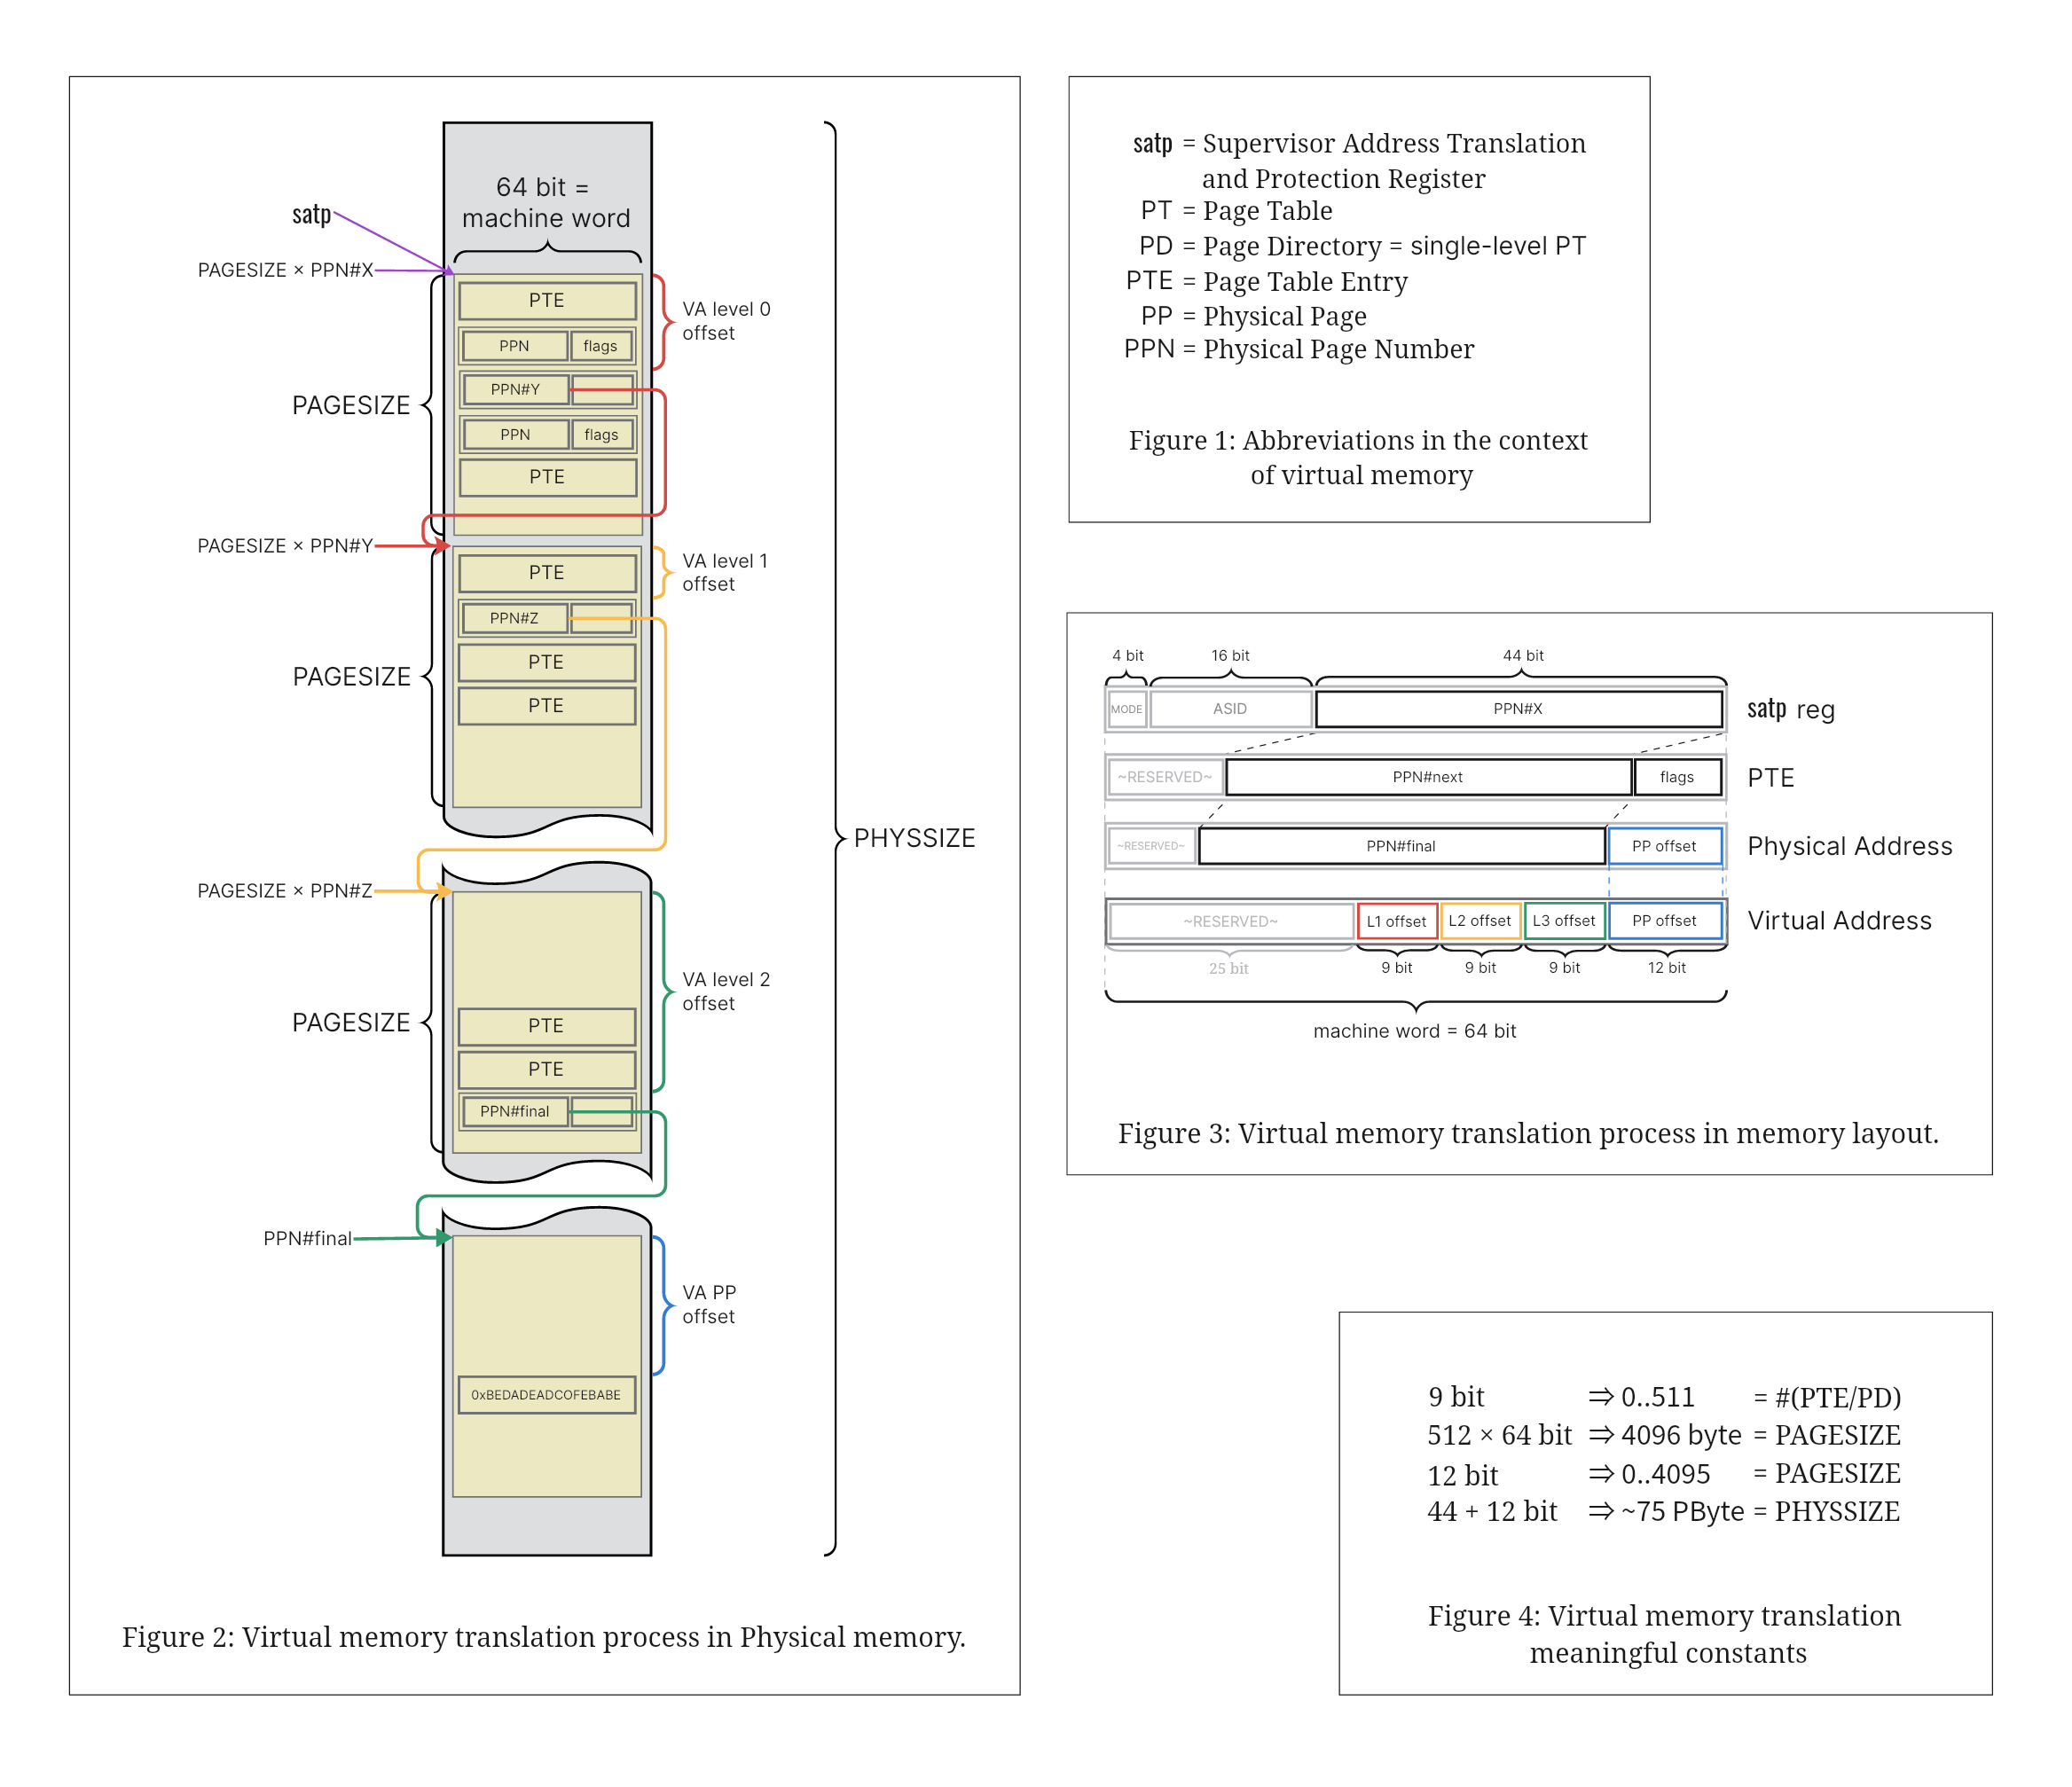 64 bit =
machine word
satp
PAGESIZE × PPN#X
PTE
VA level 0
offset
PPN flags
PPN#Y
PAGESIZE
PPN flags
PTE
PAGESIZE × PPN#Y
VA level 1
offset
PTE
PPN#Z
PTE
PAGESIZE
PTE
PHYSSIZE
PAGESIZE × PPN#Z
VA level 2
offset
PAGESIZE
PTE
PTE
PPN#final
PPN#final
VA PP
offset
0xBEDADEADCOFEBABE
Figure 2: Virtual memory translation process in Physical memory.
satp = Supervisor Address Translation
and Protection Register
PT = Page Table
PD = Page Directory = single-level PT
PTE = Page Table Entry
PP = Physical Page
PPN = Physical Page Number
Figure 1: Abbreviations in the context
of virtual memory
4 bit 16 bit 44 bit
MODE ASID PPN#X satp reg
~RESERVED~ PPN#next flags PTE
~RESERVED~ PPN#final PP offset Physical Address
~RESERVED~ L1 offset L2 offset L3 offset PP offset Virtual Address
25 bit 9 bit 9 bit 9 bit 12 bit
machine word = 64 bit
Figure 3: Virtual memory translation process in memory layout.
9 bit ⇒ 0..511 = #(PTE/PD)
512 × 64 bit ⇒ 4096 byte = PAGESIZE
12 bit ⇒ 0..4095 = PAGESIZE
44 + 12 bit ⇒ ~75 PByte = PHYSSIZE
Figure 4: Virtual memory translation
meaningful constants